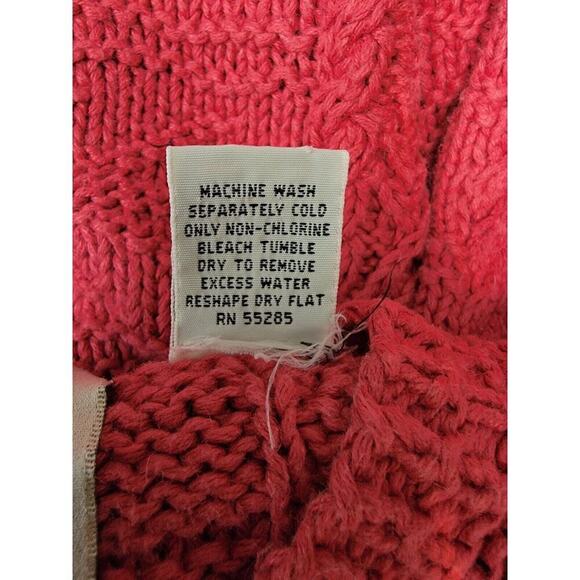 MACHINE WASH
SEPARATELY COLD
ONLY NON-CHLORINE
BLEACH TUMBLE
DRY TO REMOVE
EXCESS WATER
RESHAPE DRY FLAT
RN 55285